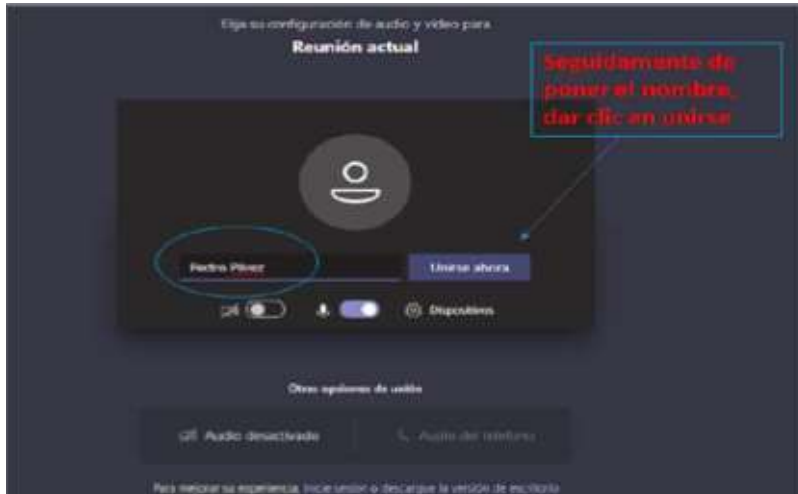 Elija su configuración de audio y vídeo para
Reunión actual
Seguidamente de
poner el nombre,
dar clic en unirse
Pedro
Unirse ahora
Dispositivos
Otras opciones de unión
Audio desactivado
Audio del teléfono
Para mejorar su experiencia, inicie sesión o descargue la versión de escritorio